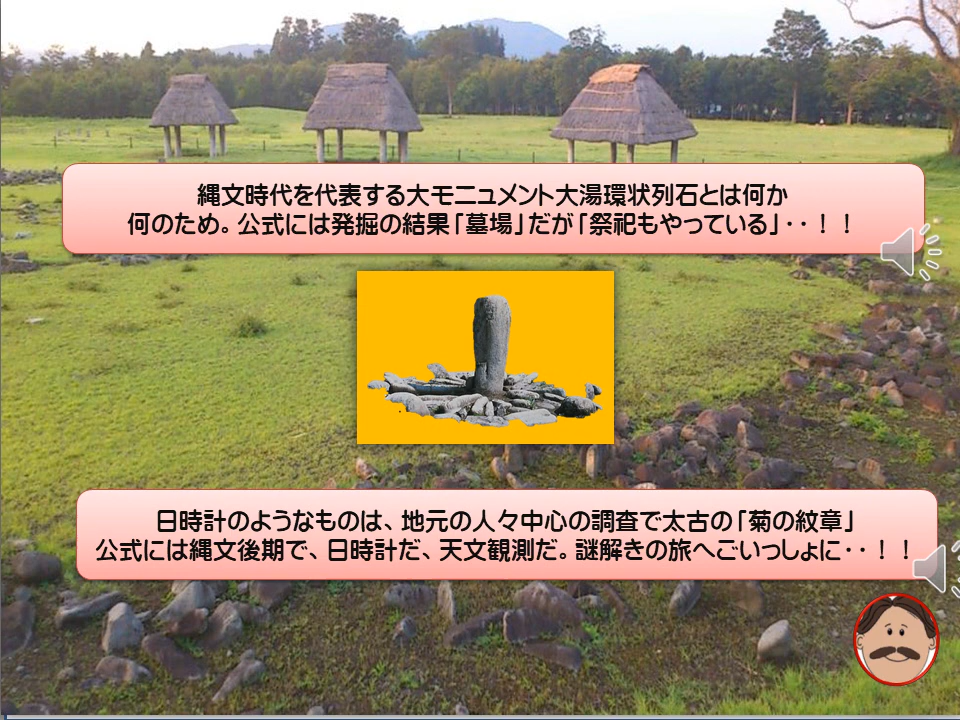 縄文時代を代表する大モニュメント大湯環状列石とは何か
何のため。公式には発掘の結果「墓場」だが「祭祀もやっている」・・！！
日時計のようなものは、地元の人々中心の調査で太古の「菊の紋章」
公式には縄文後期で、日時計だ、天文観測だ。謎解きの旅へごいっしょに・・！！